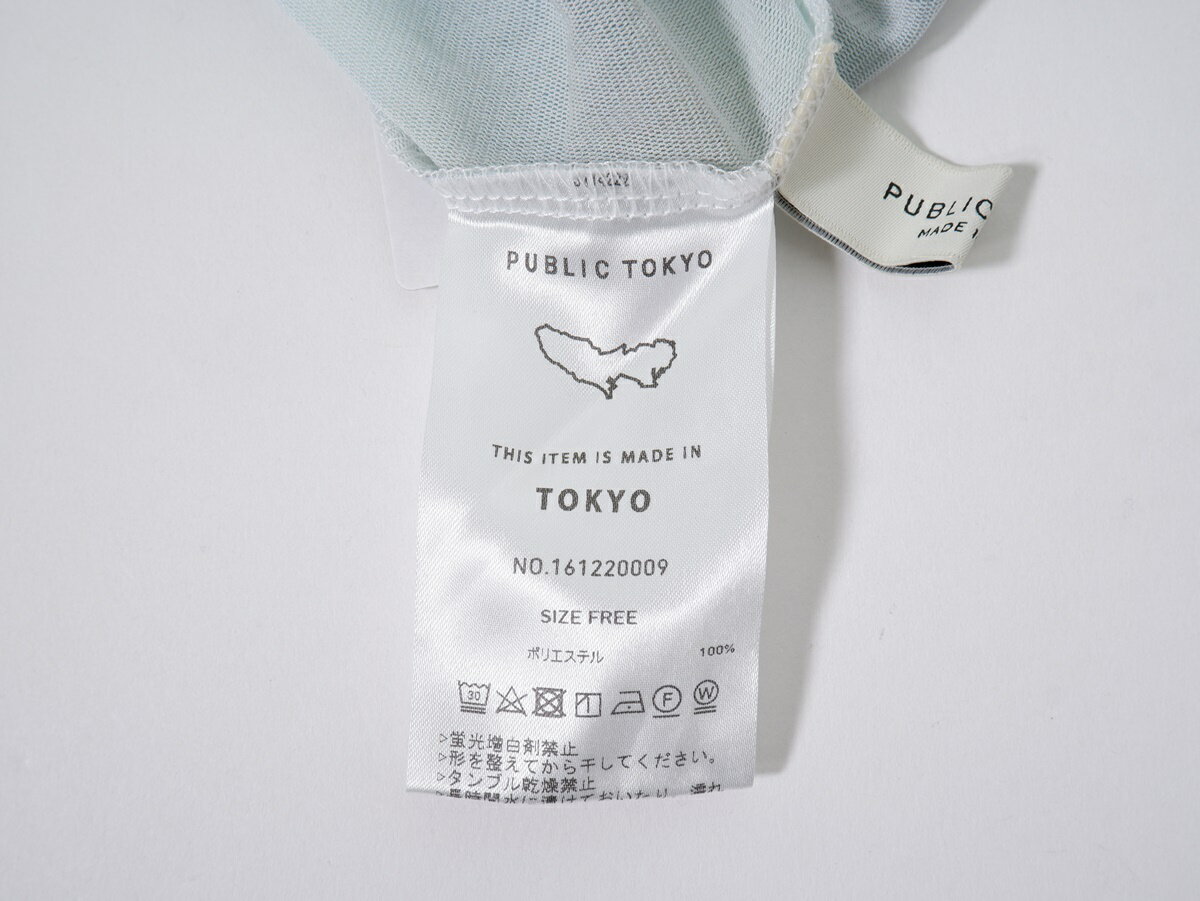 PUBLIC TOKYO
THIS ITEM IS MADE IN
TOKYO
NO.161220009
SIZE FREE
ポリエステル 100%
30
F
W
>蛍光増白剤禁止
>形を整えてから干してください。
>タンブル乾燥禁止
PUBLIC
MADE